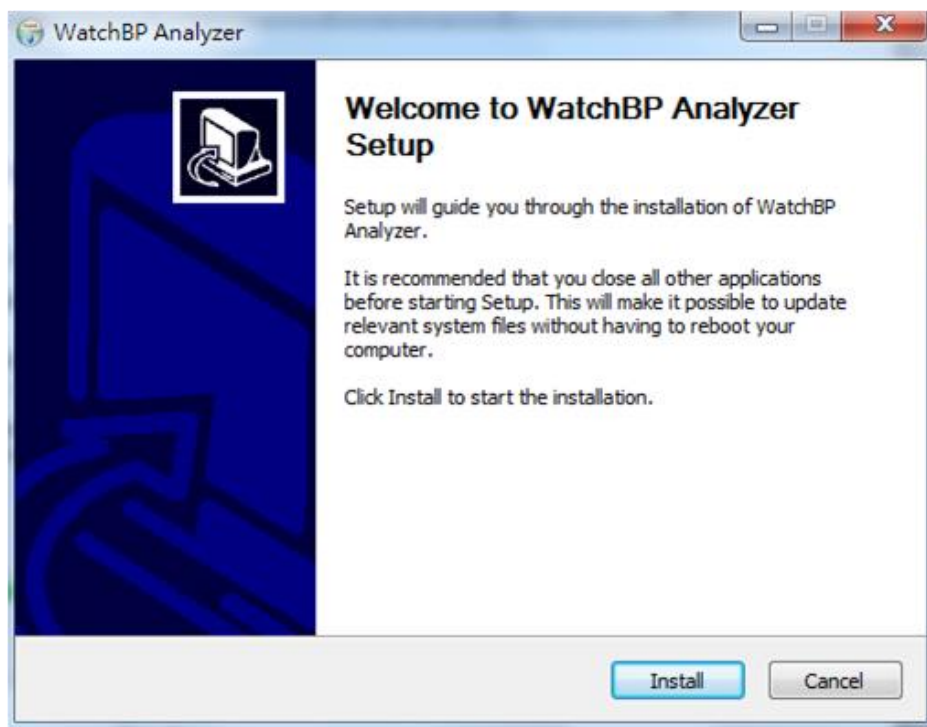 WatchBP Analyzer
Welcome to WatchBP Analyzer
Setup
Setup will guide you through the installation of WatchBP
Analyzer.
It is recommended that you close all other applications
before starting Setup. This will make it possible to update
relevant system files without having to reboot your
computer.
Click Install to start the installation.
Install
Cancel